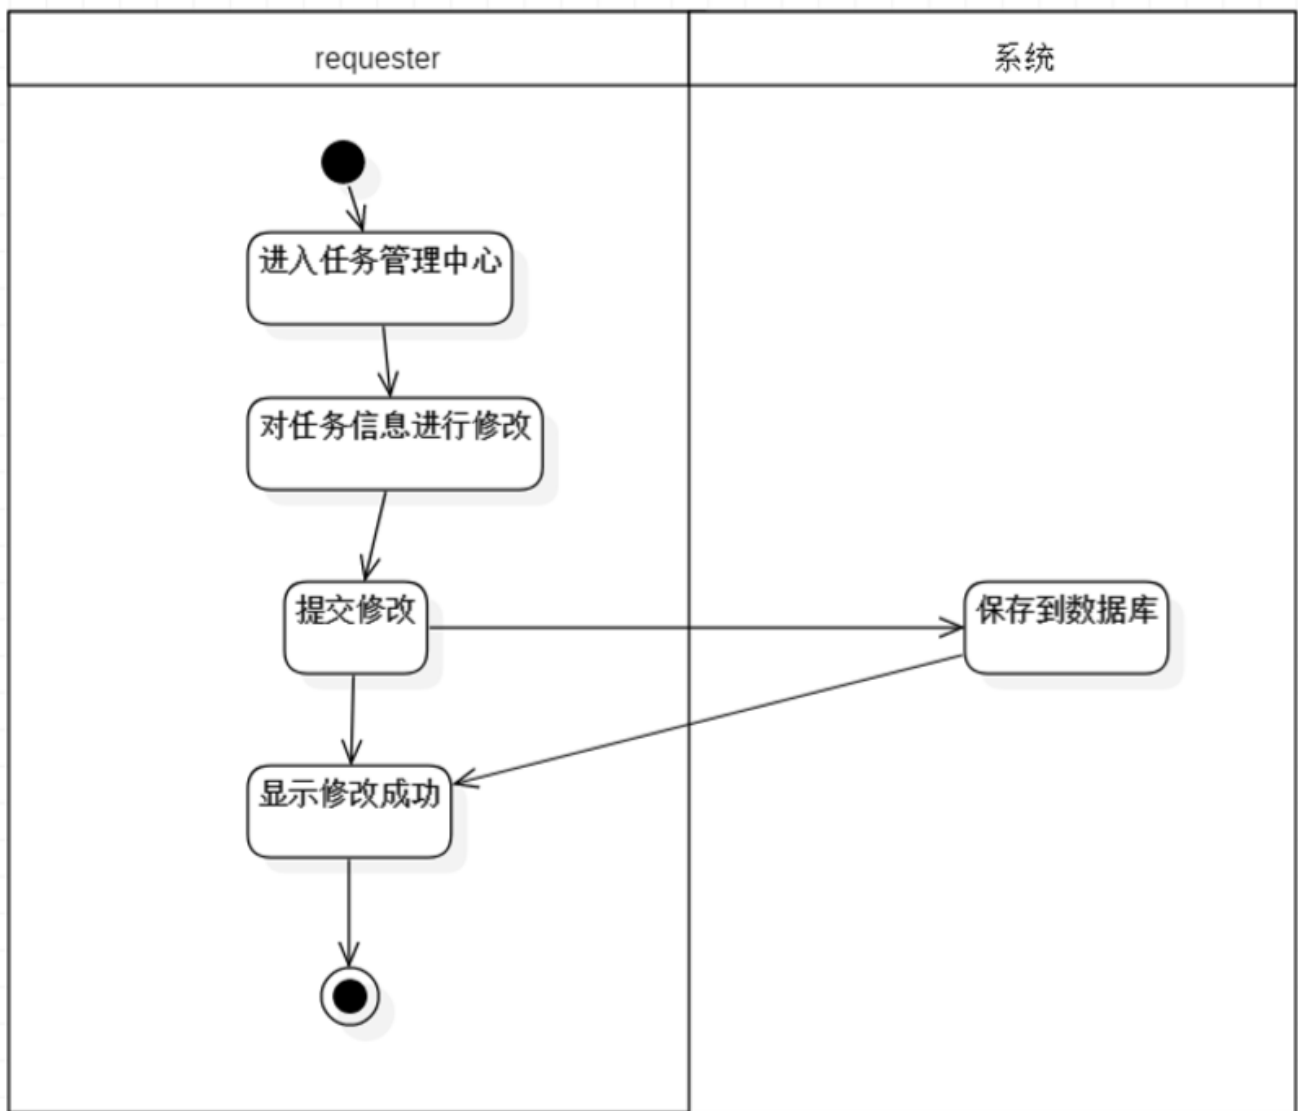 requester
系统
进入任务管理中心
对任务信息进行修改
提交修改
保存到数据库
显示修改成功